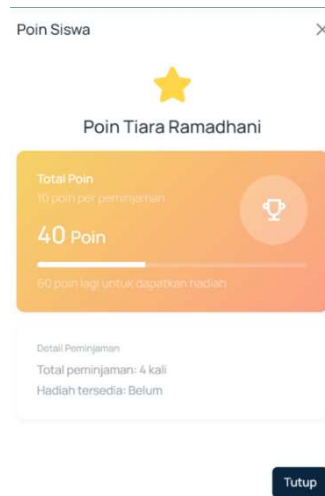 Poin Siswa
Poin Tiara Ramadhani
Total Poin
10 poin per peminjaman
40 Poin
60 poin lagi untuk dapatkan hadiah
Detail Peminjaman
Total peminjaman: 4 kali
Hadiah tersedia: Belum
Tutup